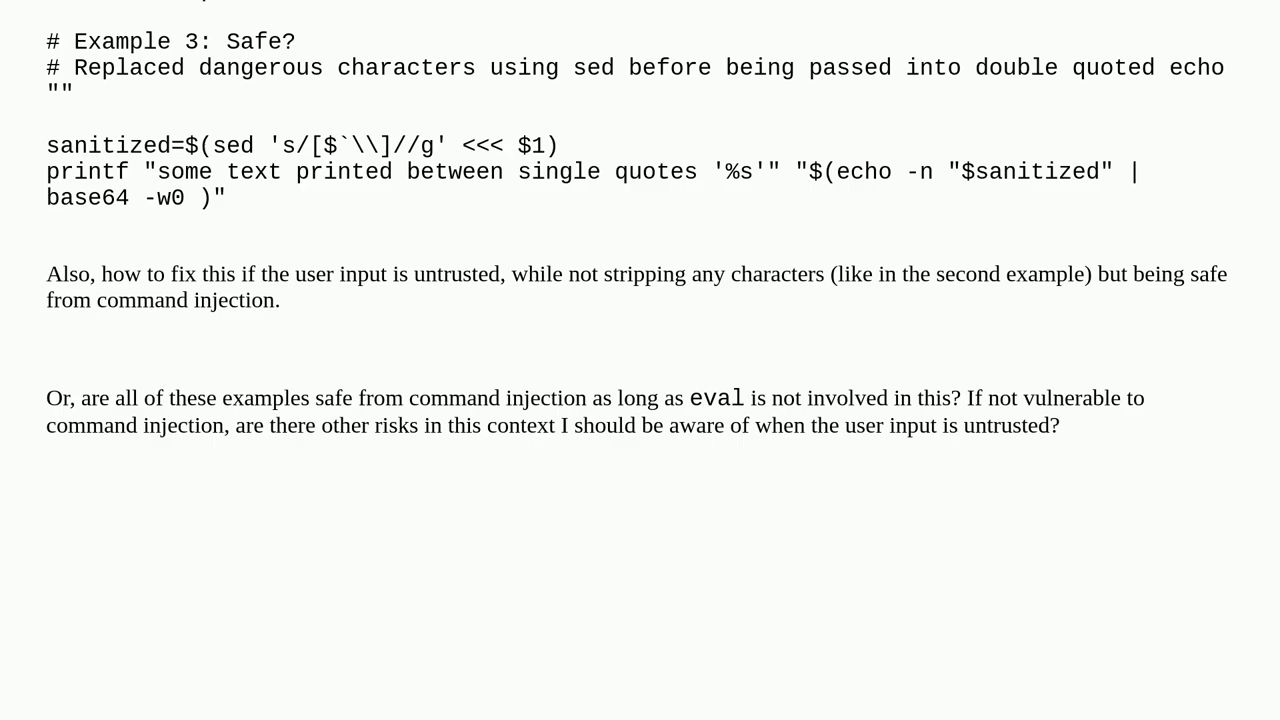 # Example 3: Safe?
# Replaced dangerous characters using sed before being passed into double quoted echo
""
sanitized=$(sed 's/[$`\\]//g' <<< $1)
printf "some text printed between single quotes '%s'" "$(echo -n "$sanitized" |
base64 -w0 )"
Also, how to fix this if the user input is untrusted, while not stripping any characters (like in the second example) but being safe
from command injection.
Or, are all of these examples safe from command injection as long as eval is not involved in this? If not vulnerable to
command injection, are there other risks in this context I should be aware of when the user input is untrusted?